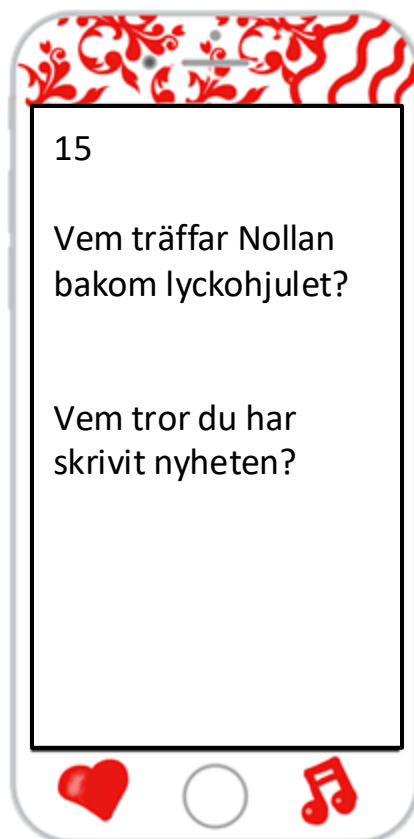 15
Vem träffar Nollan
bakom lyckohjulet?
Vem tror du har
skrivit nyheten?